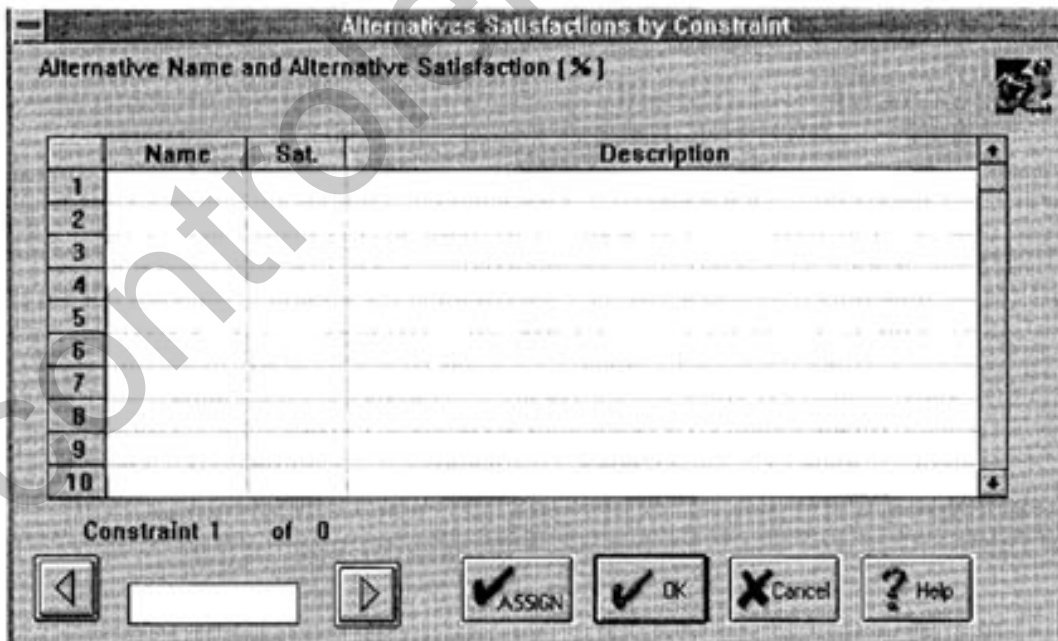 Alternatives Satisfactions by Constraint
Alternative Name and Alternative Satisfaction [%]
Name Sat. Description
1
2
3
4
5
6
7
8
9
10
Constraint 1 of 0
ASSIGN OK Cancel ? Help
control